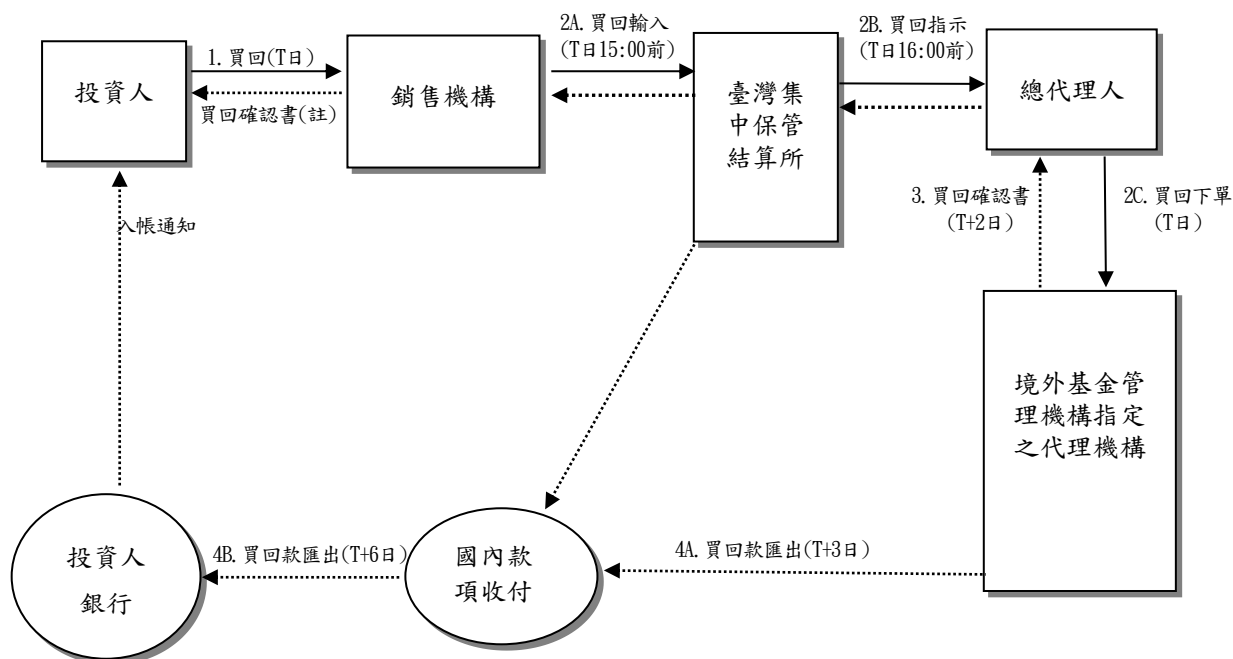 投資人
1.買回(T日)
買回確認書(註)
銷售機構
2A.買回輸入
(T日15:00前)
臺灣集
中保管
結算所
2B.買回指示
(T日16:00前)
總代理人
3.買回確認書
(T+2日)
2C.買回下單
(T日)
入帳通知
境外基金管
理機構指定
之代理機構
投資人
銀行
4B.買回款匯出(T+6日)
國內款
項收付
4A.買回款匯出(T+3日)